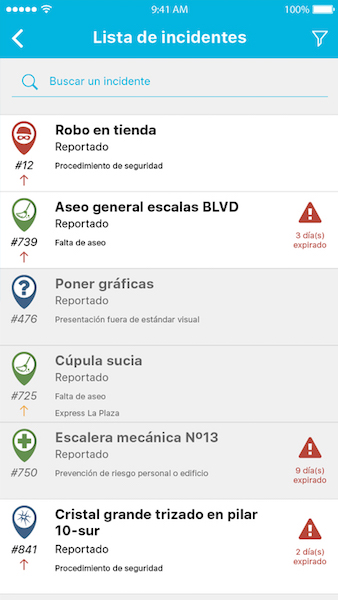 9:41 AM
100%
Lista de incidentes
Buscar un incidente
Robo en tienda
Reportado
#12
Procedimiento de seguridad
Aseo general escalas BLVD
Reportado
#739
Falta de aseo
3 día(s)
expirado
Poner gráficas
Reportado
#476
Presentación fuera de estándar visual
Cúpula sucia
Reportado
#725
Falta de aseo
Express La Plaza
Escalera mecánica Nº13
Reportado
#750
Prevención de riesgo personal o edificio
9 día(s)
expirado
Cristal grande trizado en pilar
10-sur
#841
Reportado
Procedimiento de seguridad
2 día(s)
expirado